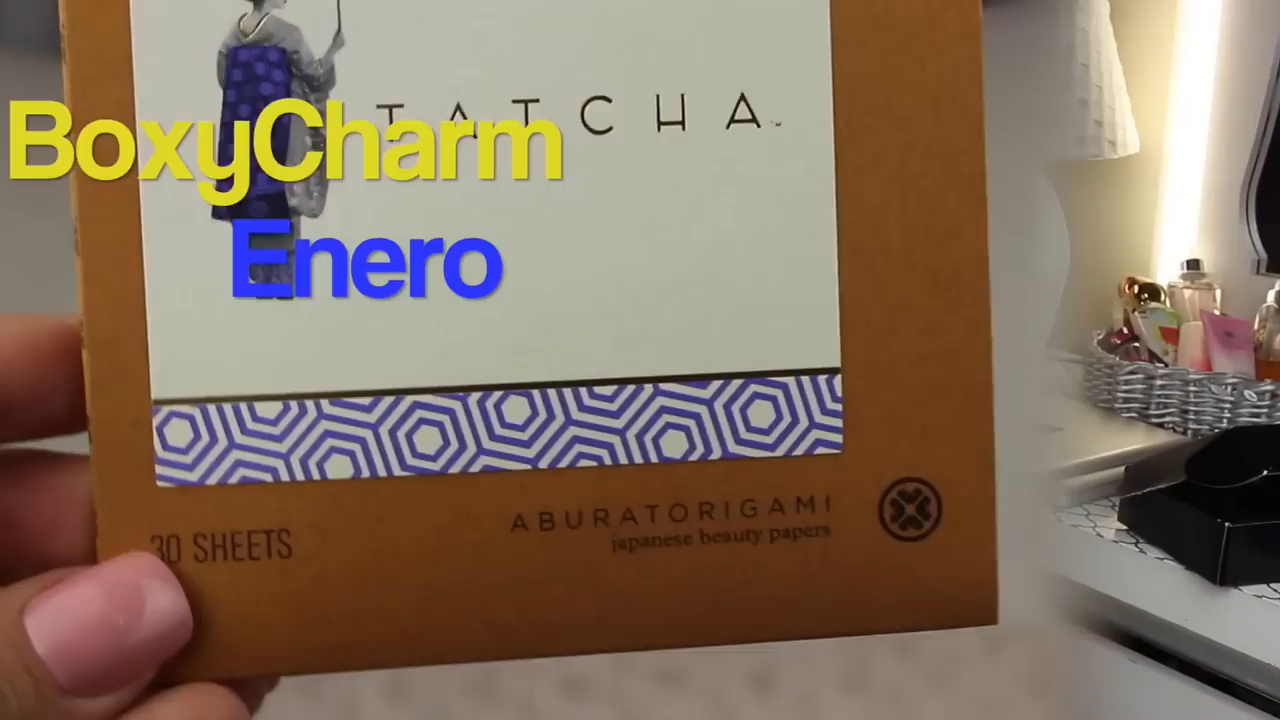 TATCHA
BoxyCharm
Enero
30 SHEETS
ABURATORIGAMI
japanese beauty papers